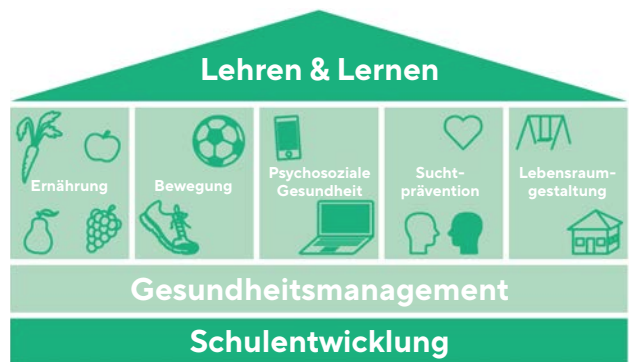 Lehren & Lernen
Ernährung
Bewegung
Psychosoziale
Gesundheit
Sucht-
prävention
Lebensraum-
gestaltung
Gesundheitsmanagement
Schulentwicklung